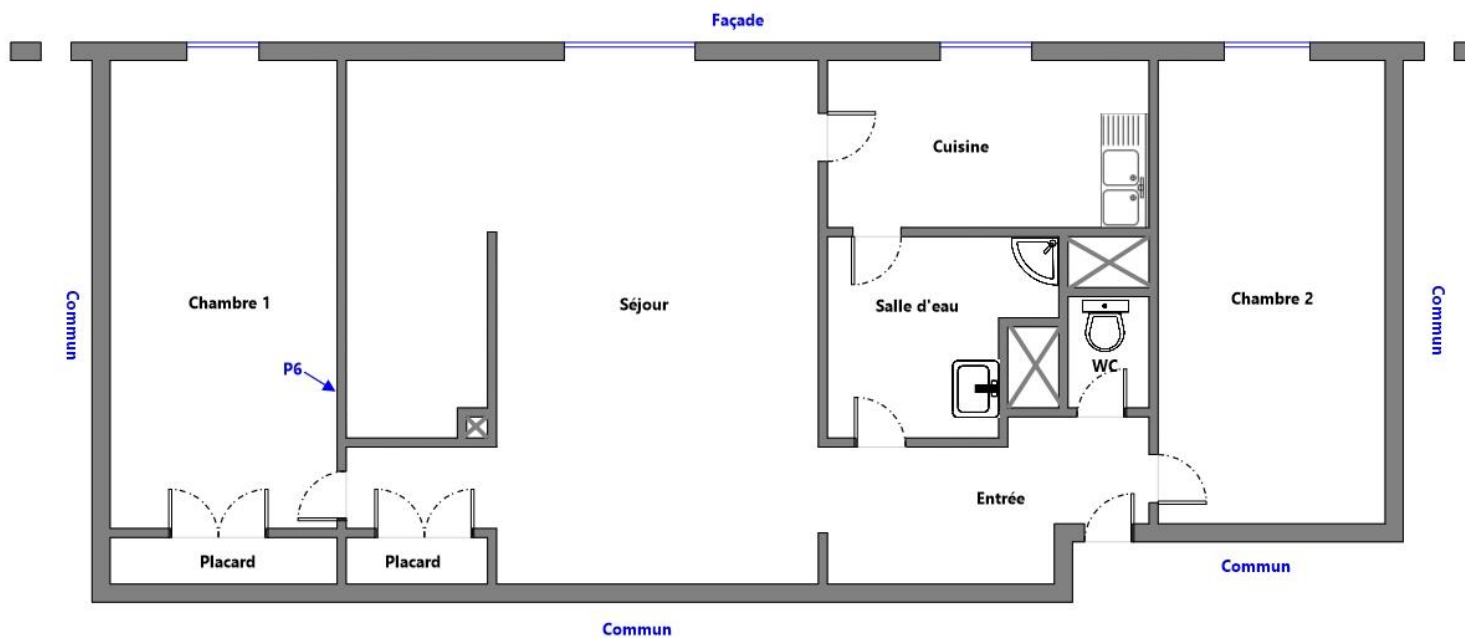 Façade
Cuisine
Commun
Chambre 1
Séjour
Salle d'eau
Chambre 2
Commun
P6
WC
Entrée
Placard
Placard
Commun
Commun